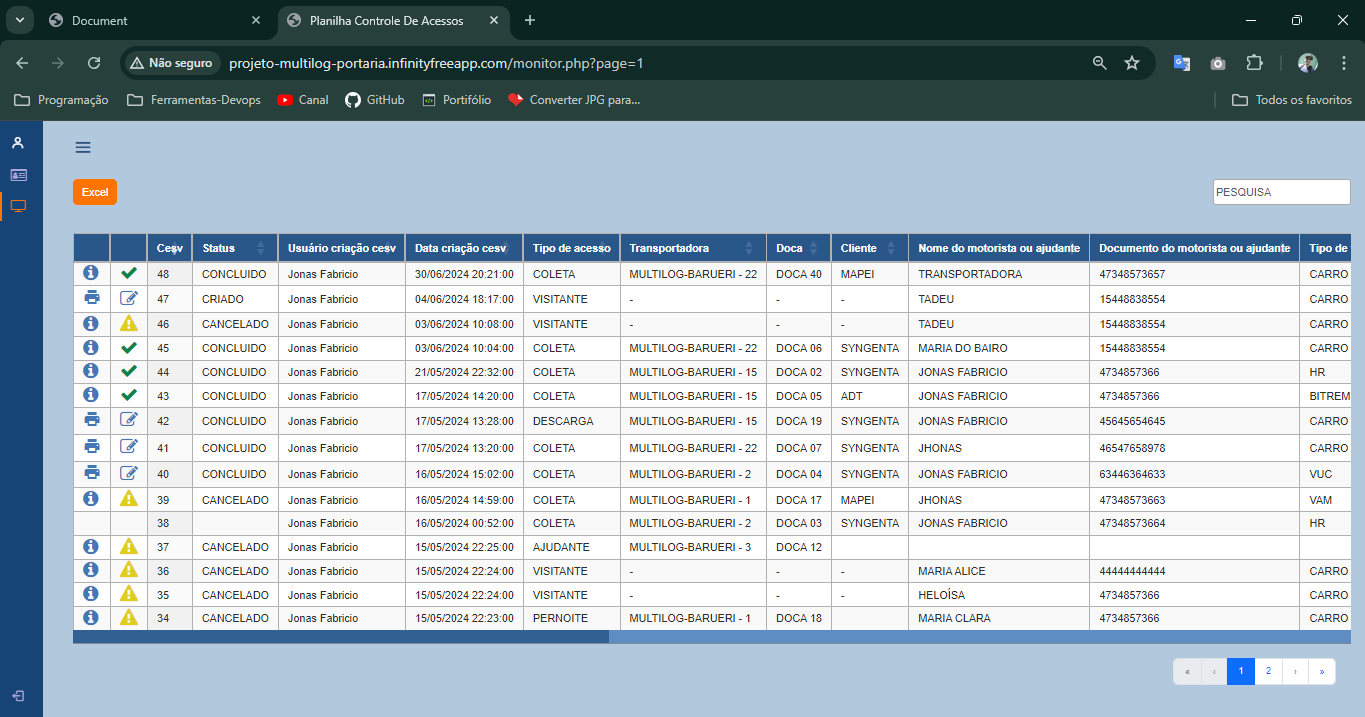 Document
Planilha Controle De Acessos
Não seguro projeto-multilog-portaria.infinityfreeapp.com/monitor.php?page=1
Programação Ferramentas-Devops Canal GitHub Portifólio Converter JPG para... Todos os favoritos
Excel
PESQUISA
Cesv Status Usuário criação cesv Data criação cesv Tipo de acesso Transportadora Doca Cliente Nome do motorista ou ajudante Documento do motorista ou ajudante Tipo de
48 CONCLUIDO Jonas Fabricio 30/06/2024 20:21:00 COLETA MULTILOG-BARUERI - 22 DOCA 40 MAPEI TRANSPORTADORA 47348573657 CARRO
47 CRIADO Jonas Fabricio 04/06/2024 18:17:00 VISITANTE - - - TADEU 15448838554 CARRO
46 CANCELADO Jonas Fabricio 03/06/2024 10:08:00 VISITANTE - - - TADEU 15448838554 CARRO
45 CONCLUIDO Jonas Fabricio 03/06/2024 10:04:00 COLETA MULTILOG-BARUERI - 22 DOCA 06 SYNGENTA MARIA DO BAIRO 15448838554 CARRO
44 CONCLUIDO Jonas Fabricio 21/05/2024 22:32:00 COLETA MULTILOG-BARUERI - 15 DOCA 02 SYNGENTA JONAS FABRICIO 4734857366 HR
43 CONCLUIDO Jonas Fabricio 17/05/2024 14:20:00 COLETA MULTILOG-BARUERI - 15 DOCA 05 ADT JONAS FABRICIO 4734857366 BITREM
42 CONCLUIDO Jonas Fabricio 17/05/2024 13:28:00 DESCARGA MULTILOG-BARUERI - 15 DOCA 19 SYNGENTA JONAS FABRICIO 45645654645 CARRO
41 CONCLUIDO Jonas Fabricio 17/05/2024 13:20:00 COLETA MULTILOG-BARUERI - 22 DOCA 07 SYNGENTA JHONAS 46547658978 CARRO
40 CONCLUIDO Jonas Fabricio 16/05/2024 15:02:00 COLETA MULTILOG-BARUERI - 2 DOCA 04 SYNGENTA JONAS FABRICIO 63446364633 VUC
39 CANCELADO Jonas Fabricio 16/05/2024 14:59:00 COLETA MULTILOG-BARUERI - 1 DOCA 17 MAPEI JHONAS 47348573663 VAM
38 Jonas Fabricio 16/05/2024 00:52:00 COLETA MULTILOG-BARUERI - 2 DOCA 03 SYNGENTA JONAS FABRICIO 47348573664 HR
37 CANCELADO Jonas Fabricio 15/05/2024 22:25:00 AJUDANTE MULTILOG-BARUERI - 3 DOCA 12
36 CANCELADO Jonas Fabricio 15/05/2024 22:24:00 VISITANTE - - - MARIA ALICE 44444444444 CARRO
35 CANCELADO Jonas Fabricio 15/05/2024 22:24:00 VISITANTE - - - HELOÍSA 4734857366 CARRO
34 CANCELADO Jonas Fabricio 15/05/2024 22:23:00 PERNOITE MULTILOG-BARUERI - 1 DOCA 18 MARIA CLARA 4734857366 CARRO
« ‹ 1 2 › »